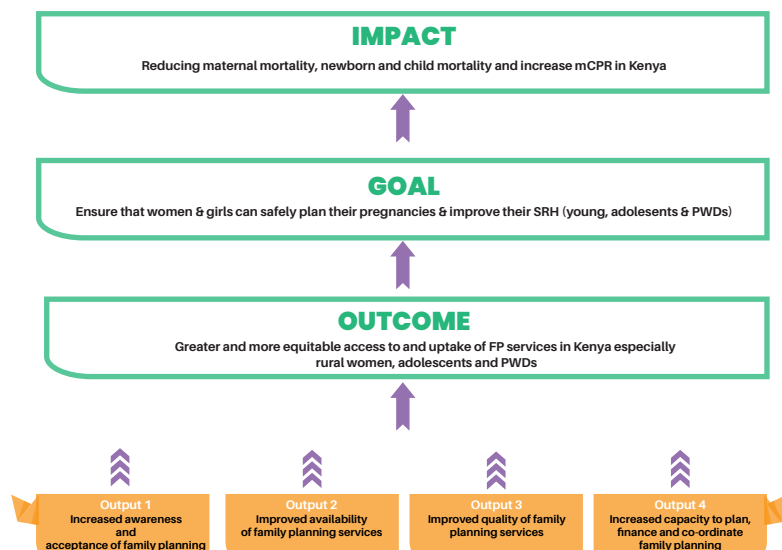 IMPACT
Reducing maternal mortality, newborn and child mortality and increase mCPR in Kenya
GOAL
Ensure that women & girls can safely plan their pregnancies & improve their SRH (young, adolesents & PWDs)
OUTCOME
Greater and more equitable access to and uptake of FP services in Kenya especially
rural women, adolescents and PWDs
Output 1
Increased awareness
and
acceptance of family planning
Output 2
Improved availability
of family planning services
Output 3
Improved quality of family
planning services
Output 4
Increased capacity to plan,
finance and co-ordinate
family planning